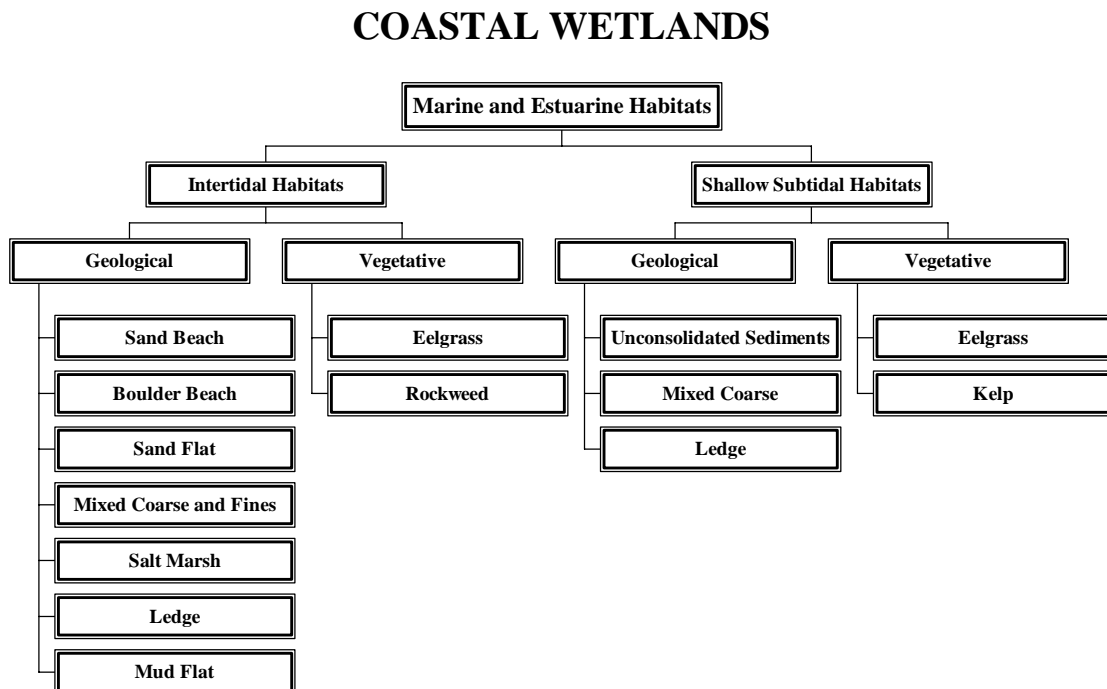 COASTAL WETLANDS
Marine and Estuarine Habitats
Intertidal Habitats
Shallow Subtidal Habitats
Geological
Vegetative
Geological
Vegetative
Sand Beach
Eelgrass
Unconsolidated Sediments
Eelgrass
Boulder Beach
Rockweed
Mixed Coarse
Kelp
Sand Flat
Ledge
Mixed Coarse and Fines
Salt Marsh
Ledge
Mud Flat